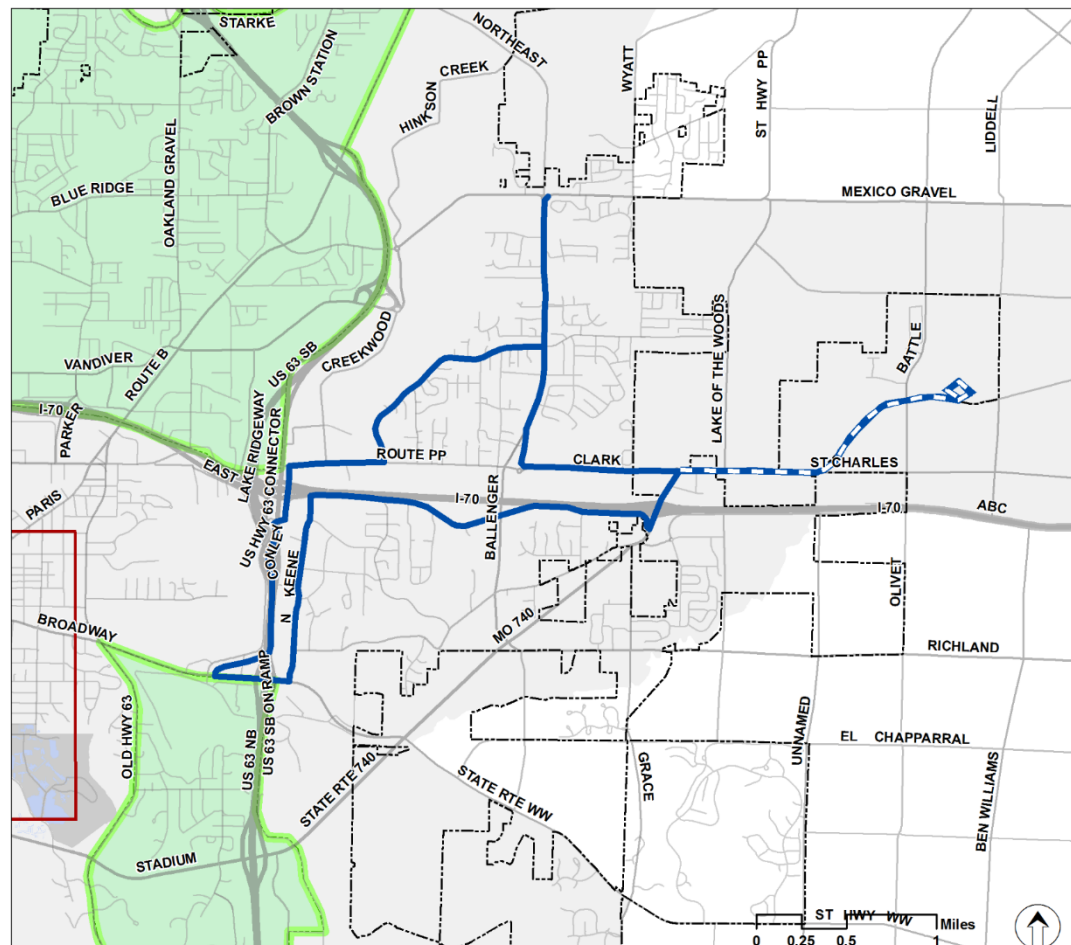 STARKE
NORTHEAST
CREEK
HINKSON
WYATT
ST HWY PP
LIDDELL
BROWN STATION
OAKLAND GRAVEL
BLUE RIDGE
MEXICO GRAVEL
VANDIVER
ROUTE B
US 63 SB
CREEKWOOD
LAKE OF THE WOODS
BATTLE
I-70
PARKER
LAKE RIDGEWAY
US HWY 63 CONNECTOR
EAST
ROUTE PP
CLARK
ST CHARLES
PARIS
CONLEY
I-70
BALLENGER
I-70
ABC
N KEENE
OLIVET
BROADWAY
MO 740
RICHLAND
OLD HWY 63
US 63 NB
US 63 SB ON RAMP
UNNAMED
EL CHAPPARRAL
STATE RTE 740
STATE RTE WW
GRACE
BEN WILLIAMS
STADIUM
ST HWY WW
Miles
0 0.25 0.5 1